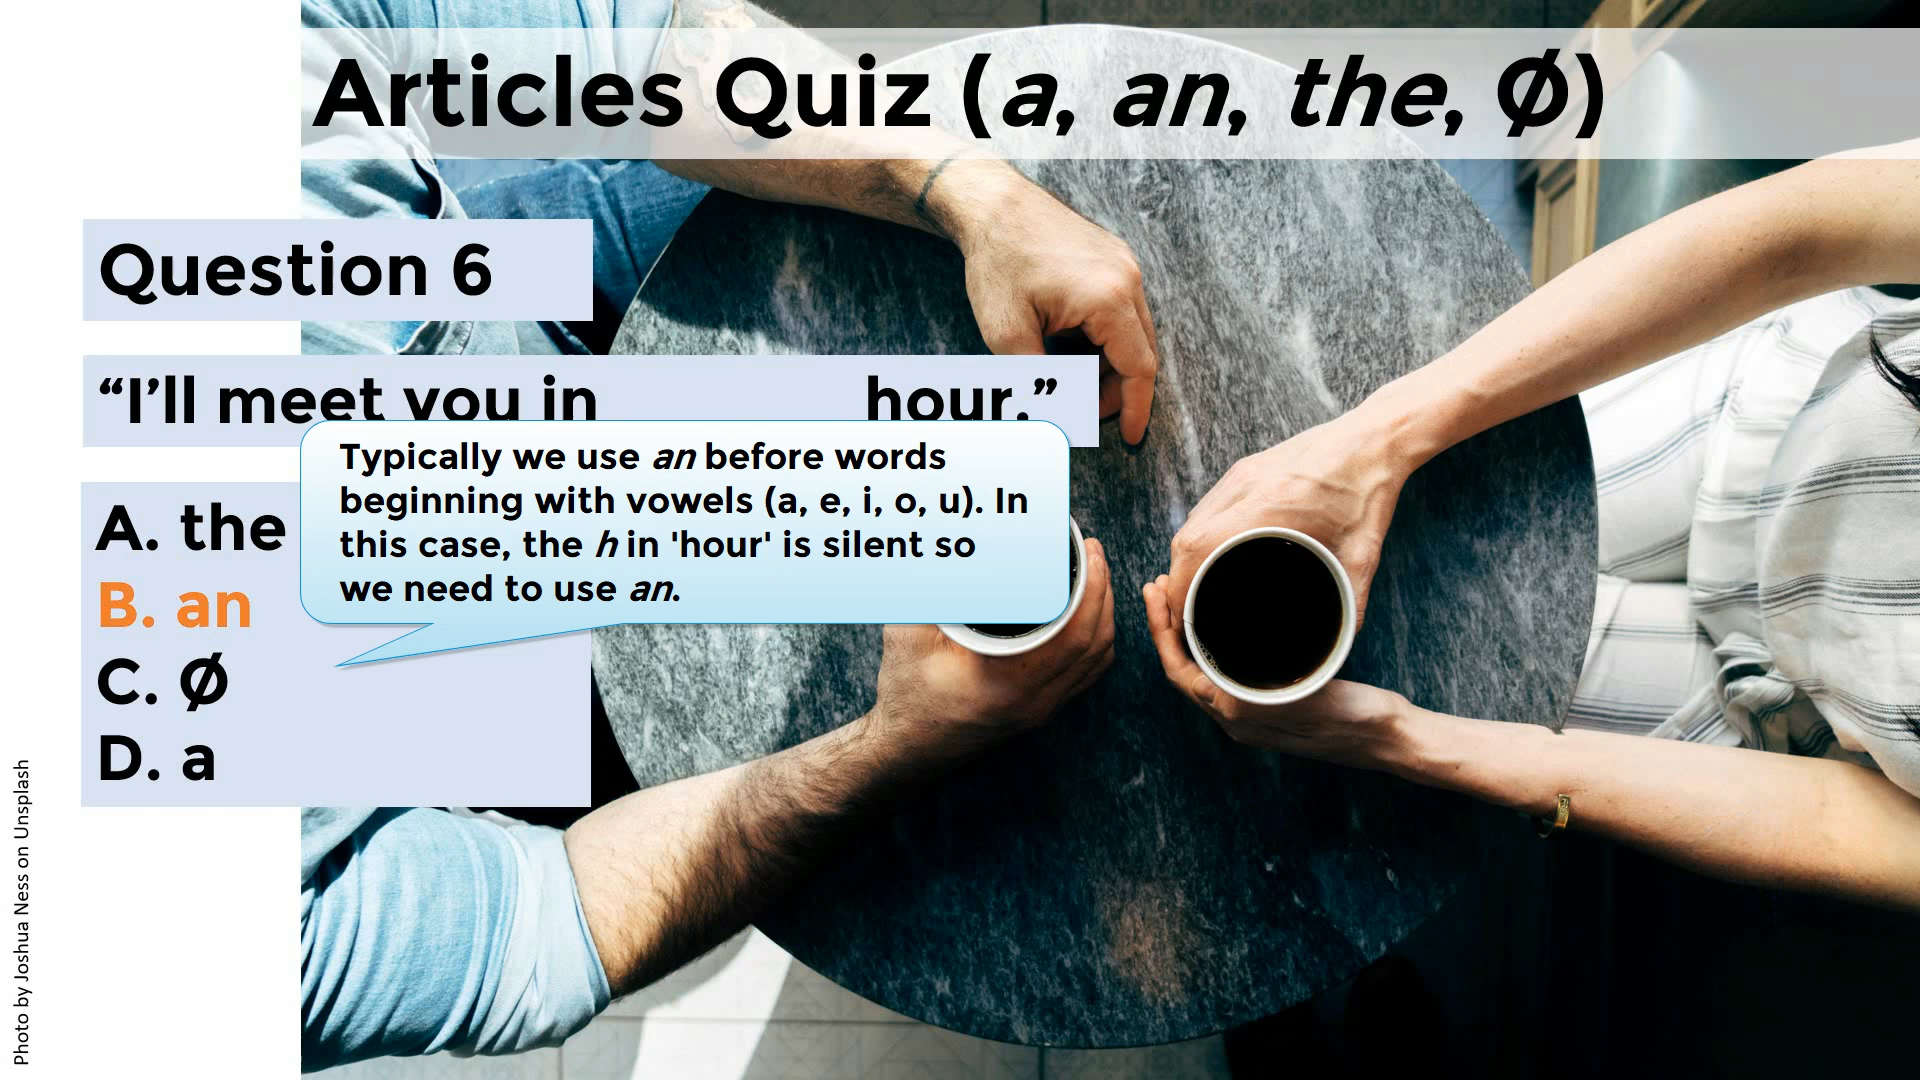 Articles Quiz (a, an, the, Ø)
Question 6
“I’ll meet you in hour.”
Typically we use an before words
beginning with vowels (a, e, i, o, u). In
this case, the h in 'hour' is silent so
we need to use an.
A. the
B. an
C. Ø
D. a
Photo by Joshua Ness on Unsplash